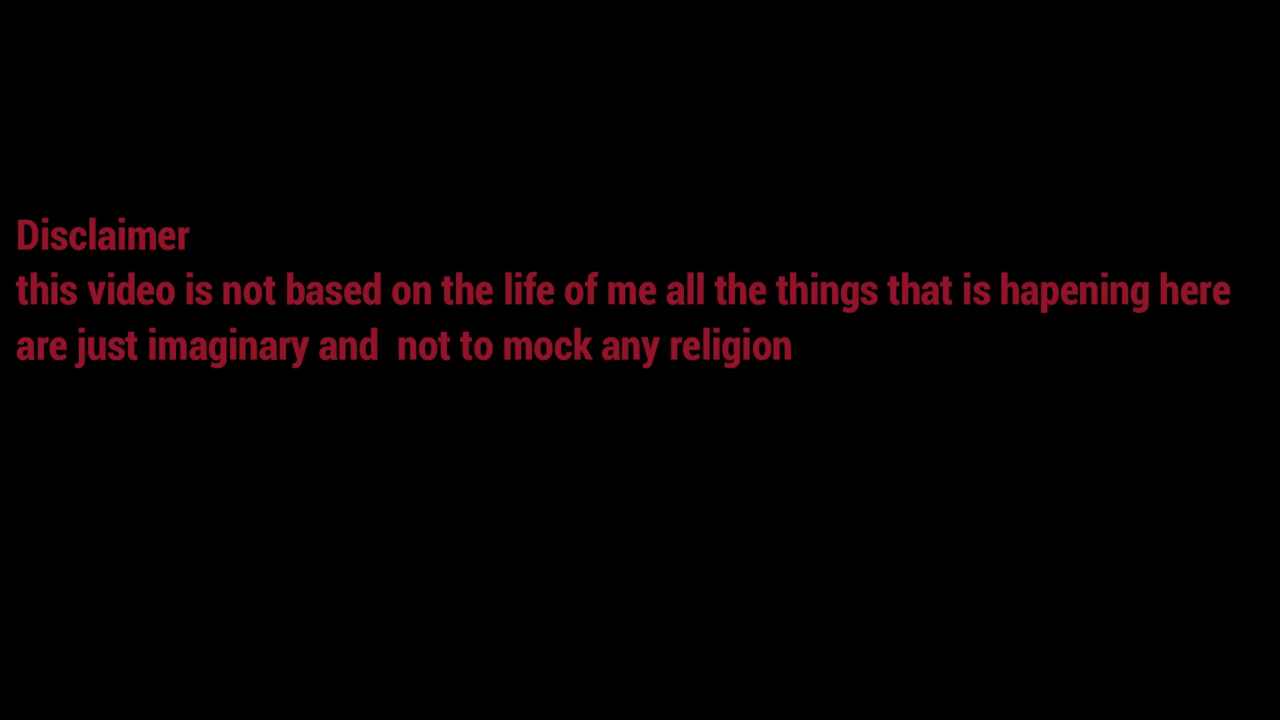 Disclaimer
this video is not based on the life of me all the things that is hapening here
are just imaginary and  not to mock any religion